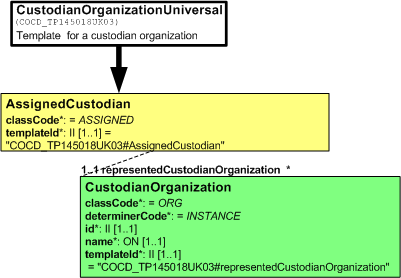 CustodianOrganizationUniversal
(COCD_TP145018UK03)
Template for a custodian organization
AssignedCustodian
classCode*: = ASSIGNED
templateId*: II [1..1] =
"COCD_TP145018UK03#AssignedCustodian"
1..1 representedCustodianOrganization *
CustodianOrganization
classCode*: = ORG
determinerCode*: = INSTANCE
id*: II [1..1]
name*: ON [1..1]
templateId*: II [1..1]
= "COCD_TP145018UK03#representedCustodianOrganization"